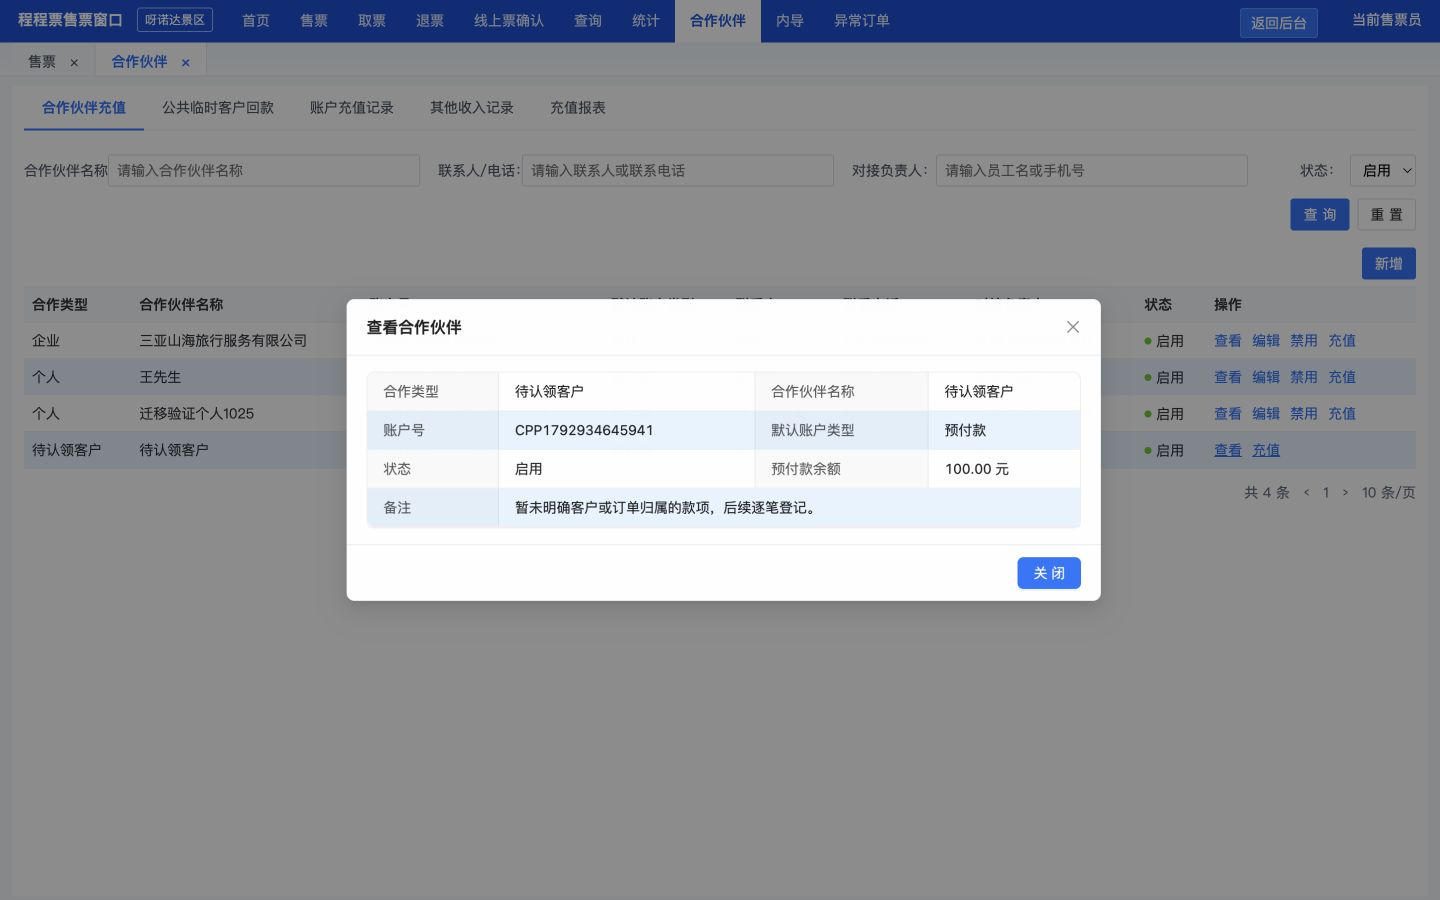 程程票售票窗口 呀诺达景区 首页 售票 取票 退票 线上票确认 查询 统计 合作伙伴 内导 异常订单 返回后台 当前售票员
售票 × 合作伙伴 ×
合作伙伴充值 公共临时客户回款 账户充值记录 其他收入记录 充值报表
合作伙伴名称 请输入合作伙伴名称 联系人/电话： 请输入联系人或联系电话 对接负责人： 请输入员工名或手机号 状态： 启用
查 询 重 置
新增
合作类型 合作伙伴名称 状态 操作
企业 三亚山海旅行服务有限公司 启用 查看 编辑 禁用 充值
个人 王先生 启用 查看 编辑 禁用 充值
个人 迁移验证个人1025 启用 查看 编辑 禁用 充值
待认领客户 待认领客户 启用 查看 充值
共 4 条 < 1 > 10 条/页
查看合作伙伴
合作类型 待认领客户 合作伙伴名称 待认领客户
账户号 CPP1792934645941 默认账户类型 预付款
状态 启用 预付款余额 100.00 元
备注 暂未明确客户或订单归属的款项，后续逐笔登记。
关 闭